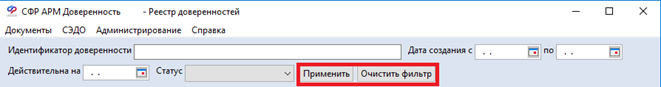 СФР АРМ Доверенность - Реестр доверенностей
Документы СЭДО Администрирование Справка
Идентификатор доверенности Дата создания с . . по . .
Действительна на . . Статус Применить Очистить фильтр